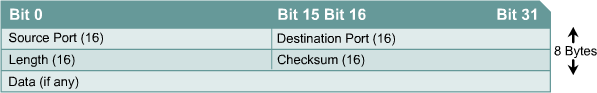 Bit 0 Bit 15 Bit 16 Bit 31
Source Port (16) Destination Port (16)
Length (16) Checksum (16)
8 Bytes
Data (if any)